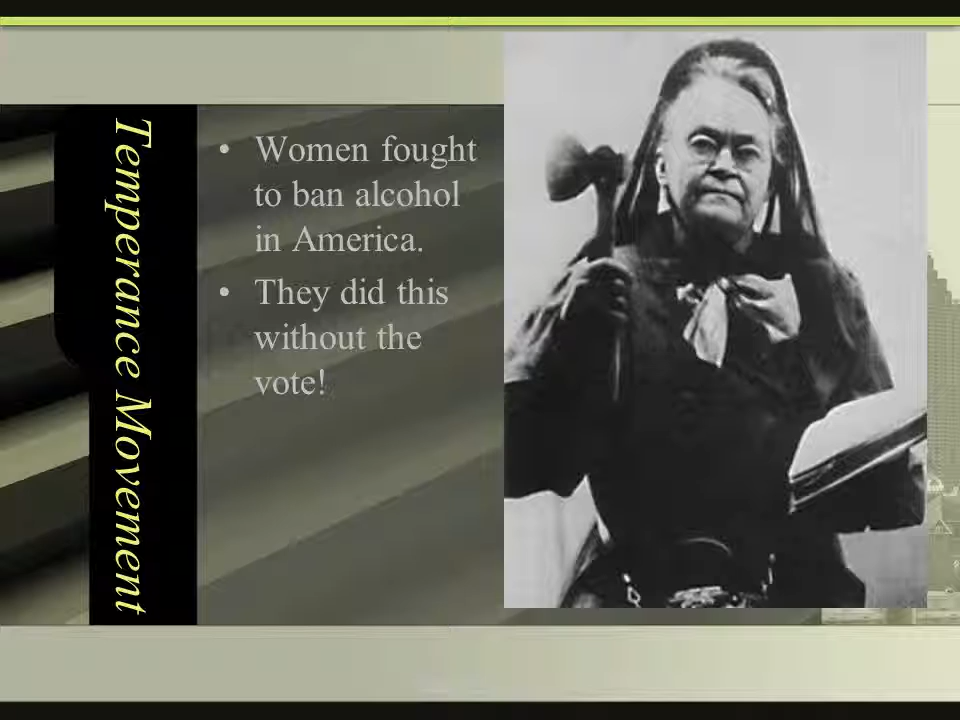 Temperance Movement
• Women fought
to ban alcohol
in America.
• They did this
without the
vote!